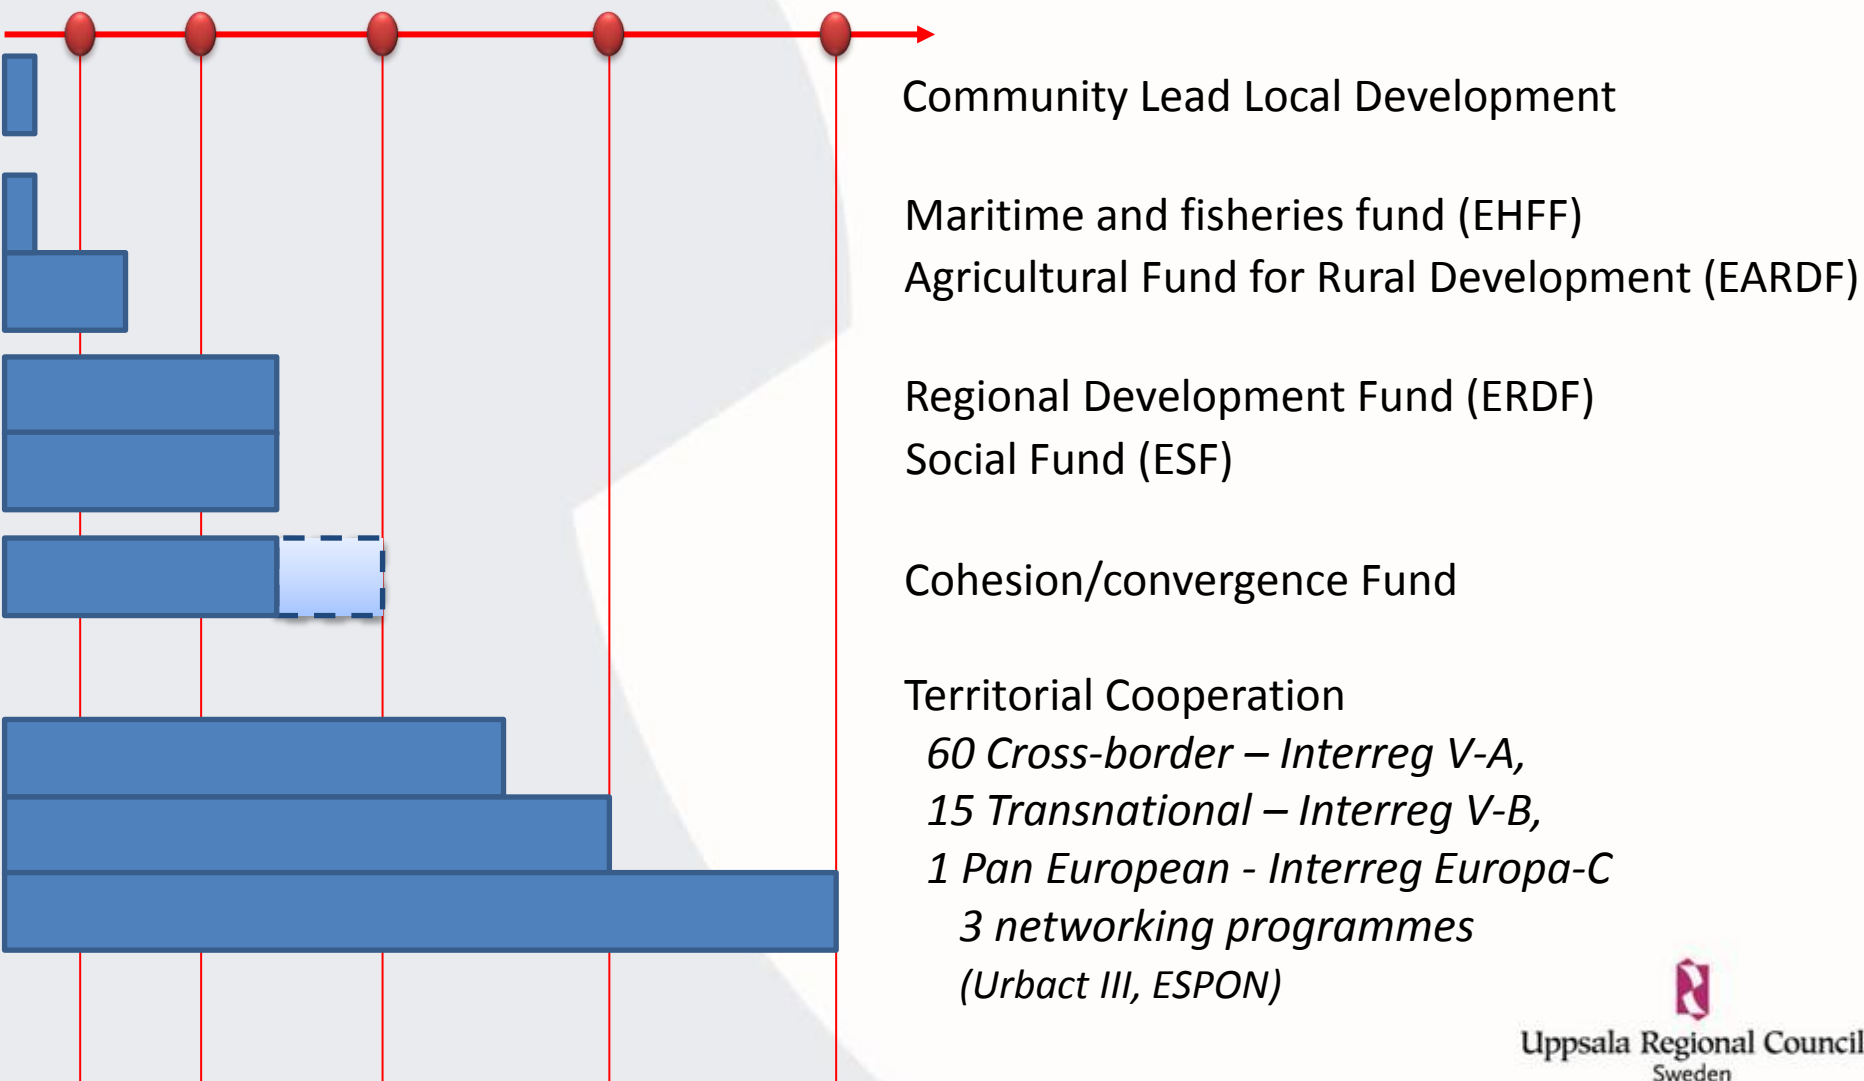 Community Lead Local Development
Maritime and fisheries fund (EHFF)
Agricultural Fund for Rural Development (EARDF)
Regional Development Fund (ERDF)
Social Fund (ESF)
Cohesion/convergence Fund
Territorial Cooperation
60 Cross-border – Interreg V-A,
15 Transnational – Interreg V-B,
1 Pan European - Interreg Europa-C
3 networking programmes
(Urbact III, ESPON)
Uppsala Regional Council
Sweden